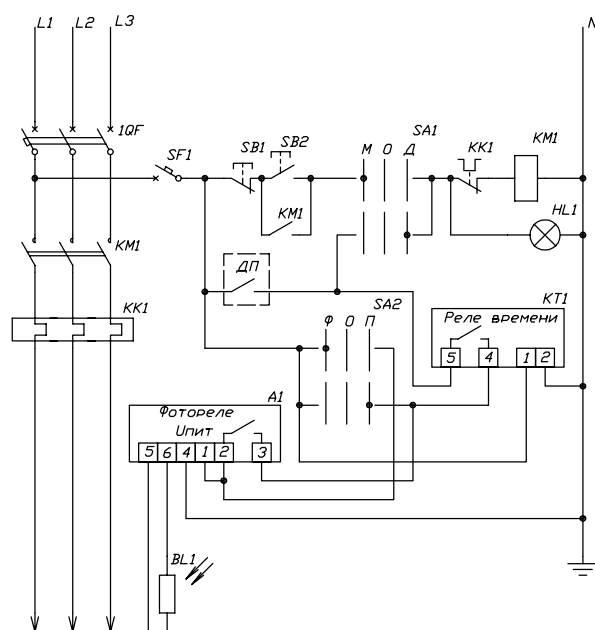 L1 L2 L3 N
1QF
SF1 SB1 SB2 SA1 KK1 KM1
М О Д
KM1
HL1
KM1
ДП
KK1
SA2
KT1
Ф О П
Реле времени
5 4 1 2
A1
Фотореле
Uпит
5 6 4 1 2 3
BL1